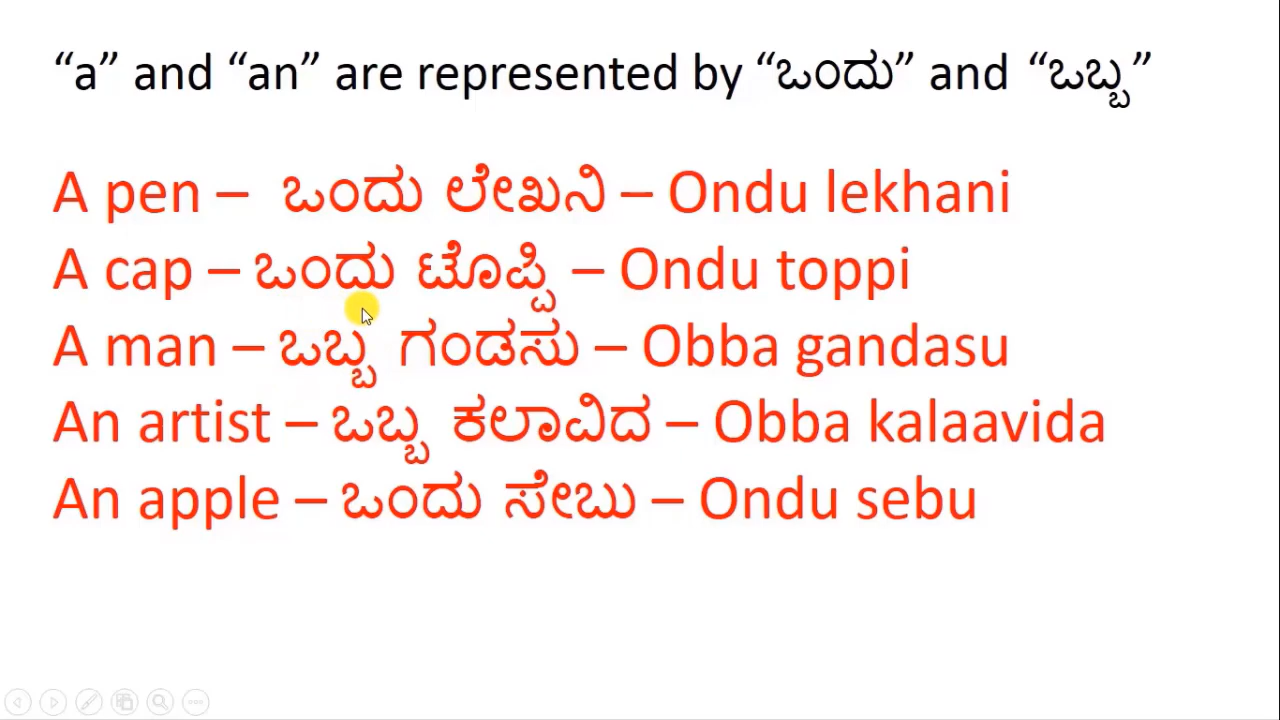 “a” and “an” are represented by “ಒಂದು” and “ಒಬ್ಬ”
A pen – ಒಂದು ಲೇಖನಿ – Ondu lekhani
A cap – ಒಂದು ಟೊಪ್ಪಿ – Ondu toppi
A man – ಒಬ್ಬ ಗಂಡಸು – Obba gandasu
An artist – ಒಬ್ಬ ಕಲಾವಿದ – Obba kalaavida
An apple – ಒಂದು ಸೇಬು – Ondu sebu